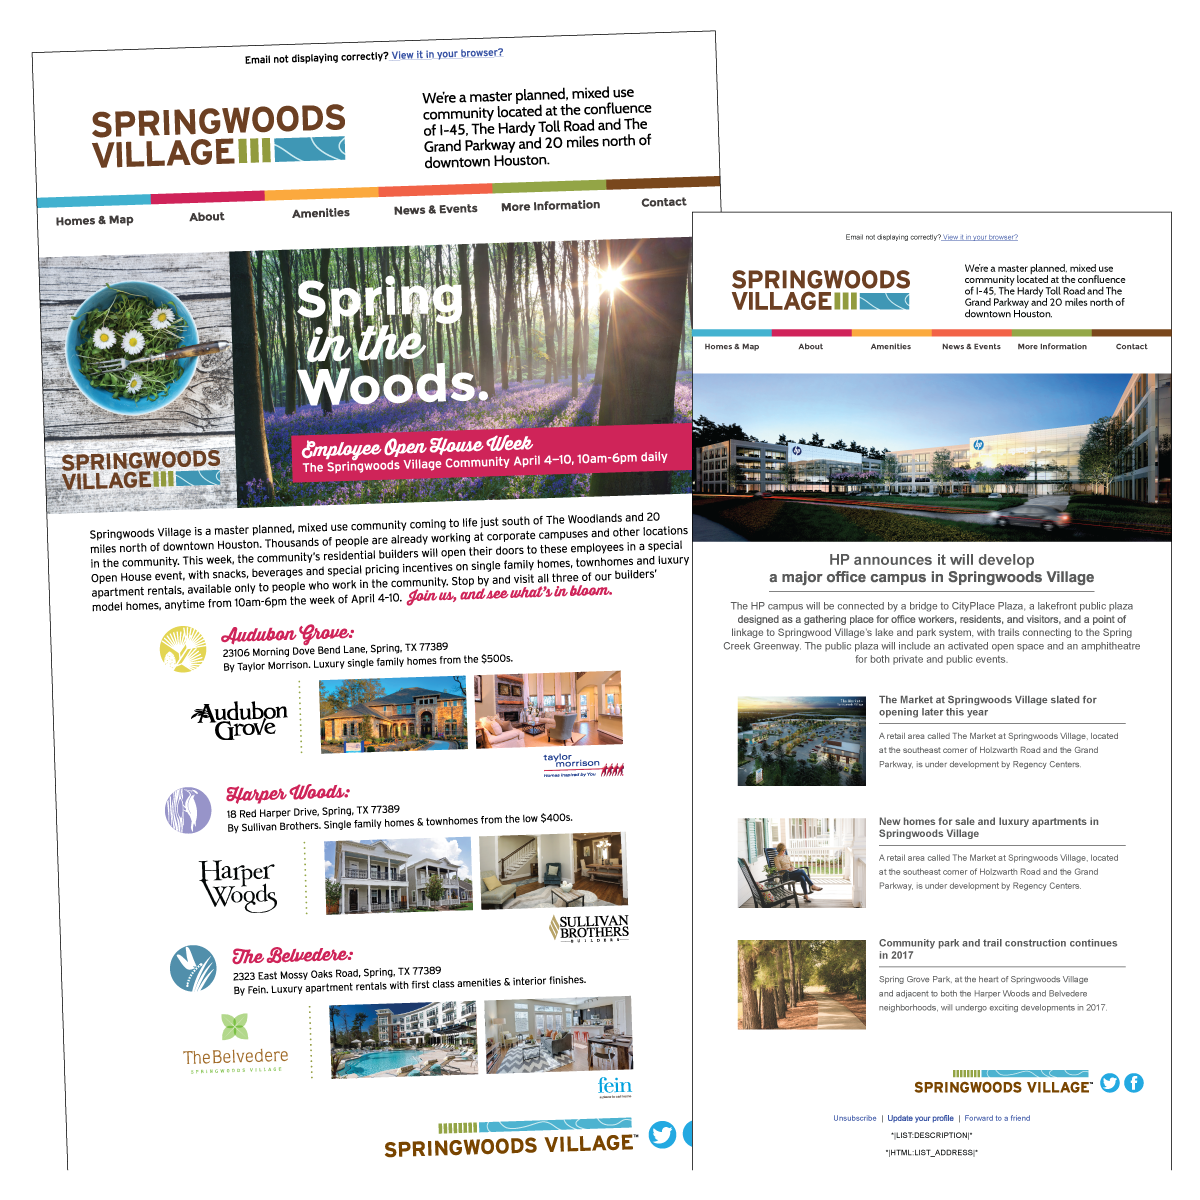 Email not displaying correctly? View it in your browser?
SPRINGWOODS
VILLAGE
We're a master planned, mixed use
community located at the confluence
of I-45, The Hardy Toll Road and The
Grand Parkway and 20 miles north of
downtown Houston.
Homes & Map
About
Amenities
News & Events
More Information
Contact
Spring
in the
Woods.
Employee Open House Week
The Springwoods Village Community April 4–10, 10am-6pm daily
SPRINGWOODS
VILLAGE
Springwoods Village is a master planned, mixed use community coming to life just south of The Woodlands and 20
miles north of downtown Houston. Thousands of people are already working at corporate campuses and other locations
in the community. This week, the community's residential builders will open their doors to these employees in a special
Open House event, with snacks, beverages and special pricing incentives on single family homes, townhomes and luxury
apartment rentals, available only to people who work in the community. Stop by and visit all three of our builders'
model homes, anytime from 10am-6pm the week of April 4-10. Join us, and see what's in bloom.
Audubon Grove:
23106 Morning Dove Bend Lane, Spring, TX 77389
By Taylor Morrison. Luxury single family homes from the $500s.
Audubon
Grove
taylor
morrison
Homes Inspired by You
Harper Woods:
18 Red Harper Drive, Spring, TX 77389
By Sullivan Brothers. Single family homes & townhomes from the low $400s.
Harper
Woods
SULLIVAN
BROTHERS
BUILDERS
The Belvedere:
2323 East Mossy Oaks Road, Spring, TX 77389
By Fein. Luxury apartment rentals with first class amenities & interior finishes.
The Belvedere
SPRINGWOODS VILLAGE
fein
SPRINGWOODS VILLAGE™
Email not displaying correctly? View it in your browser?
SPRINGWOODS
VILLAGE
We're a master planned, mixed use
community located at the confluence
of I-45, The Hardy Toll Road and The
Grand Parkway and 20 miles north of
downtown Houston.
Homes & Map
About
Amenities
News & Events
More Information
Contact
hp
hp
HP announces it will develop
a major office campus in Springwoods Village
The HP campus will be connected by a bridge to CityPlace Plaza, a lakefront public plaza
designed as a gathering place for office workers, residents, and visitors, and a point of
linkage to Springwood Village's lake and park system, with trails connecting to the Spring
Creek Greenway. The public plaza will include an activated open space and an amphitheatre
for both private and public events.
The Market at Springwoods Village slated for
opening later this year
A retail area called The Market at Springwoods Village, located
at the southeast corner of Holzwarth Road and the Grand
Parkway, is under development by Regency Centers.
New homes for sale and luxury apartments in
Springwoods Village
A retail area called The Market at Springwoods Village, located
at the southeast corner of Holzwarth Road and the Grand
Parkway, is under development by Regency Centers.
Community park and trail construction continues
in 2017
Spring Grove Park, at the heart of Springwoods Village
and adjacent to both the Harper Woods and Belvedere
neighborhoods, will undergo exciting developments in 2017.
SPRINGWOODS VILLAGE™
Unsubscribe | Update your profile | Forward to a friend
*|LIST:DESCRIPTION|*
*|HTML:LIST_ADDRESS|*